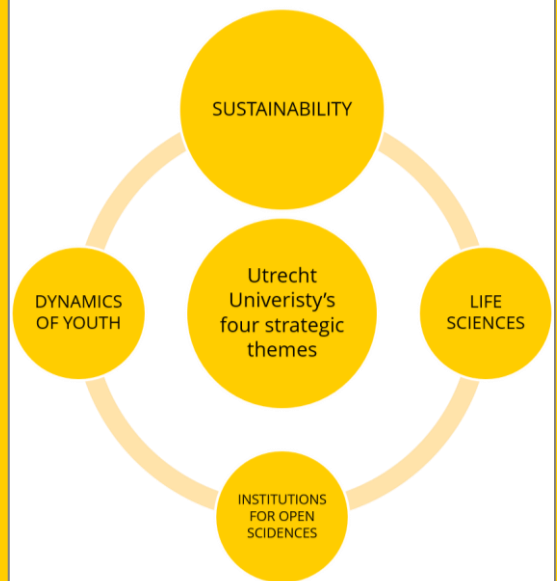 SUSTAINABILITY
Utrecht
Univeristy's
four strategic
themes
DYNAMICS
OF YOUTH
LIFE
SCIENCES
INSTITUTIONS
FOR OPEN
SCIDENCES